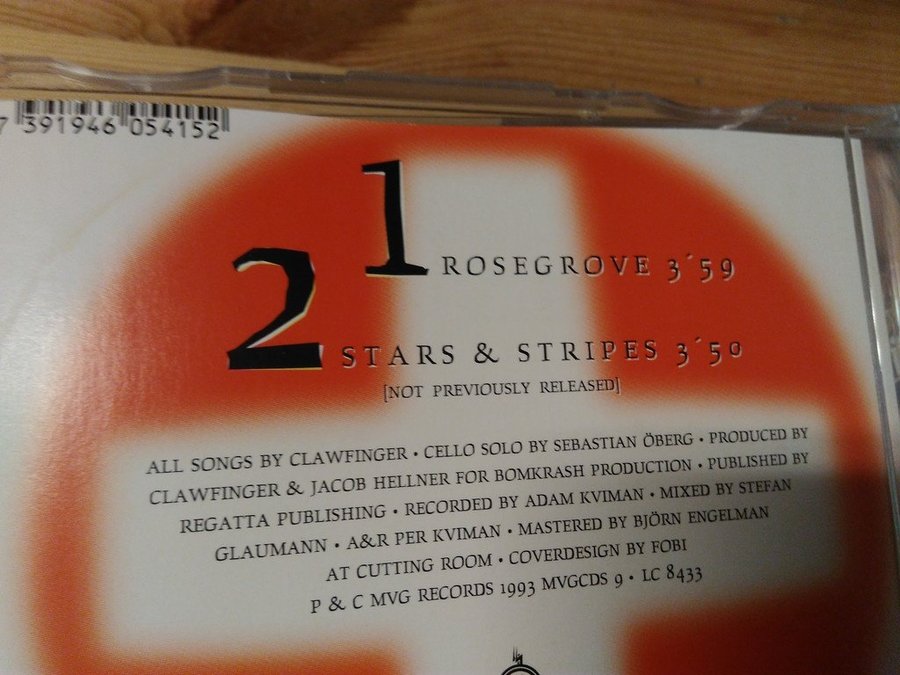 7 391946 054152
1 ROSEGROVE 3´59
2 STARS & STRIPES 3´50
[NOT PREVIOUSLY RELEASED]
ALL SONGS BY CLAWFINGER • CELLO SOLO BY SEBASTIAN ÖBERG • PRODUCED BY
CLAWFINGER & JACOB HELLNER FOR BOMKRASH PRODUCTION • PUBLISHED BY
REGATTA PUBLISHING • RECORDED BY ADAM KVIMAN • MIXED BY STEFAN
GLAUMANN • A&R PER KVIMAN • MASTERED BY BJÖRN ENGELMAN
AT CUTTING ROOM • COVERDESIGN BY FOBI
P & C MVG RECORDS 1993 MVGCDS 9 • LC 8433